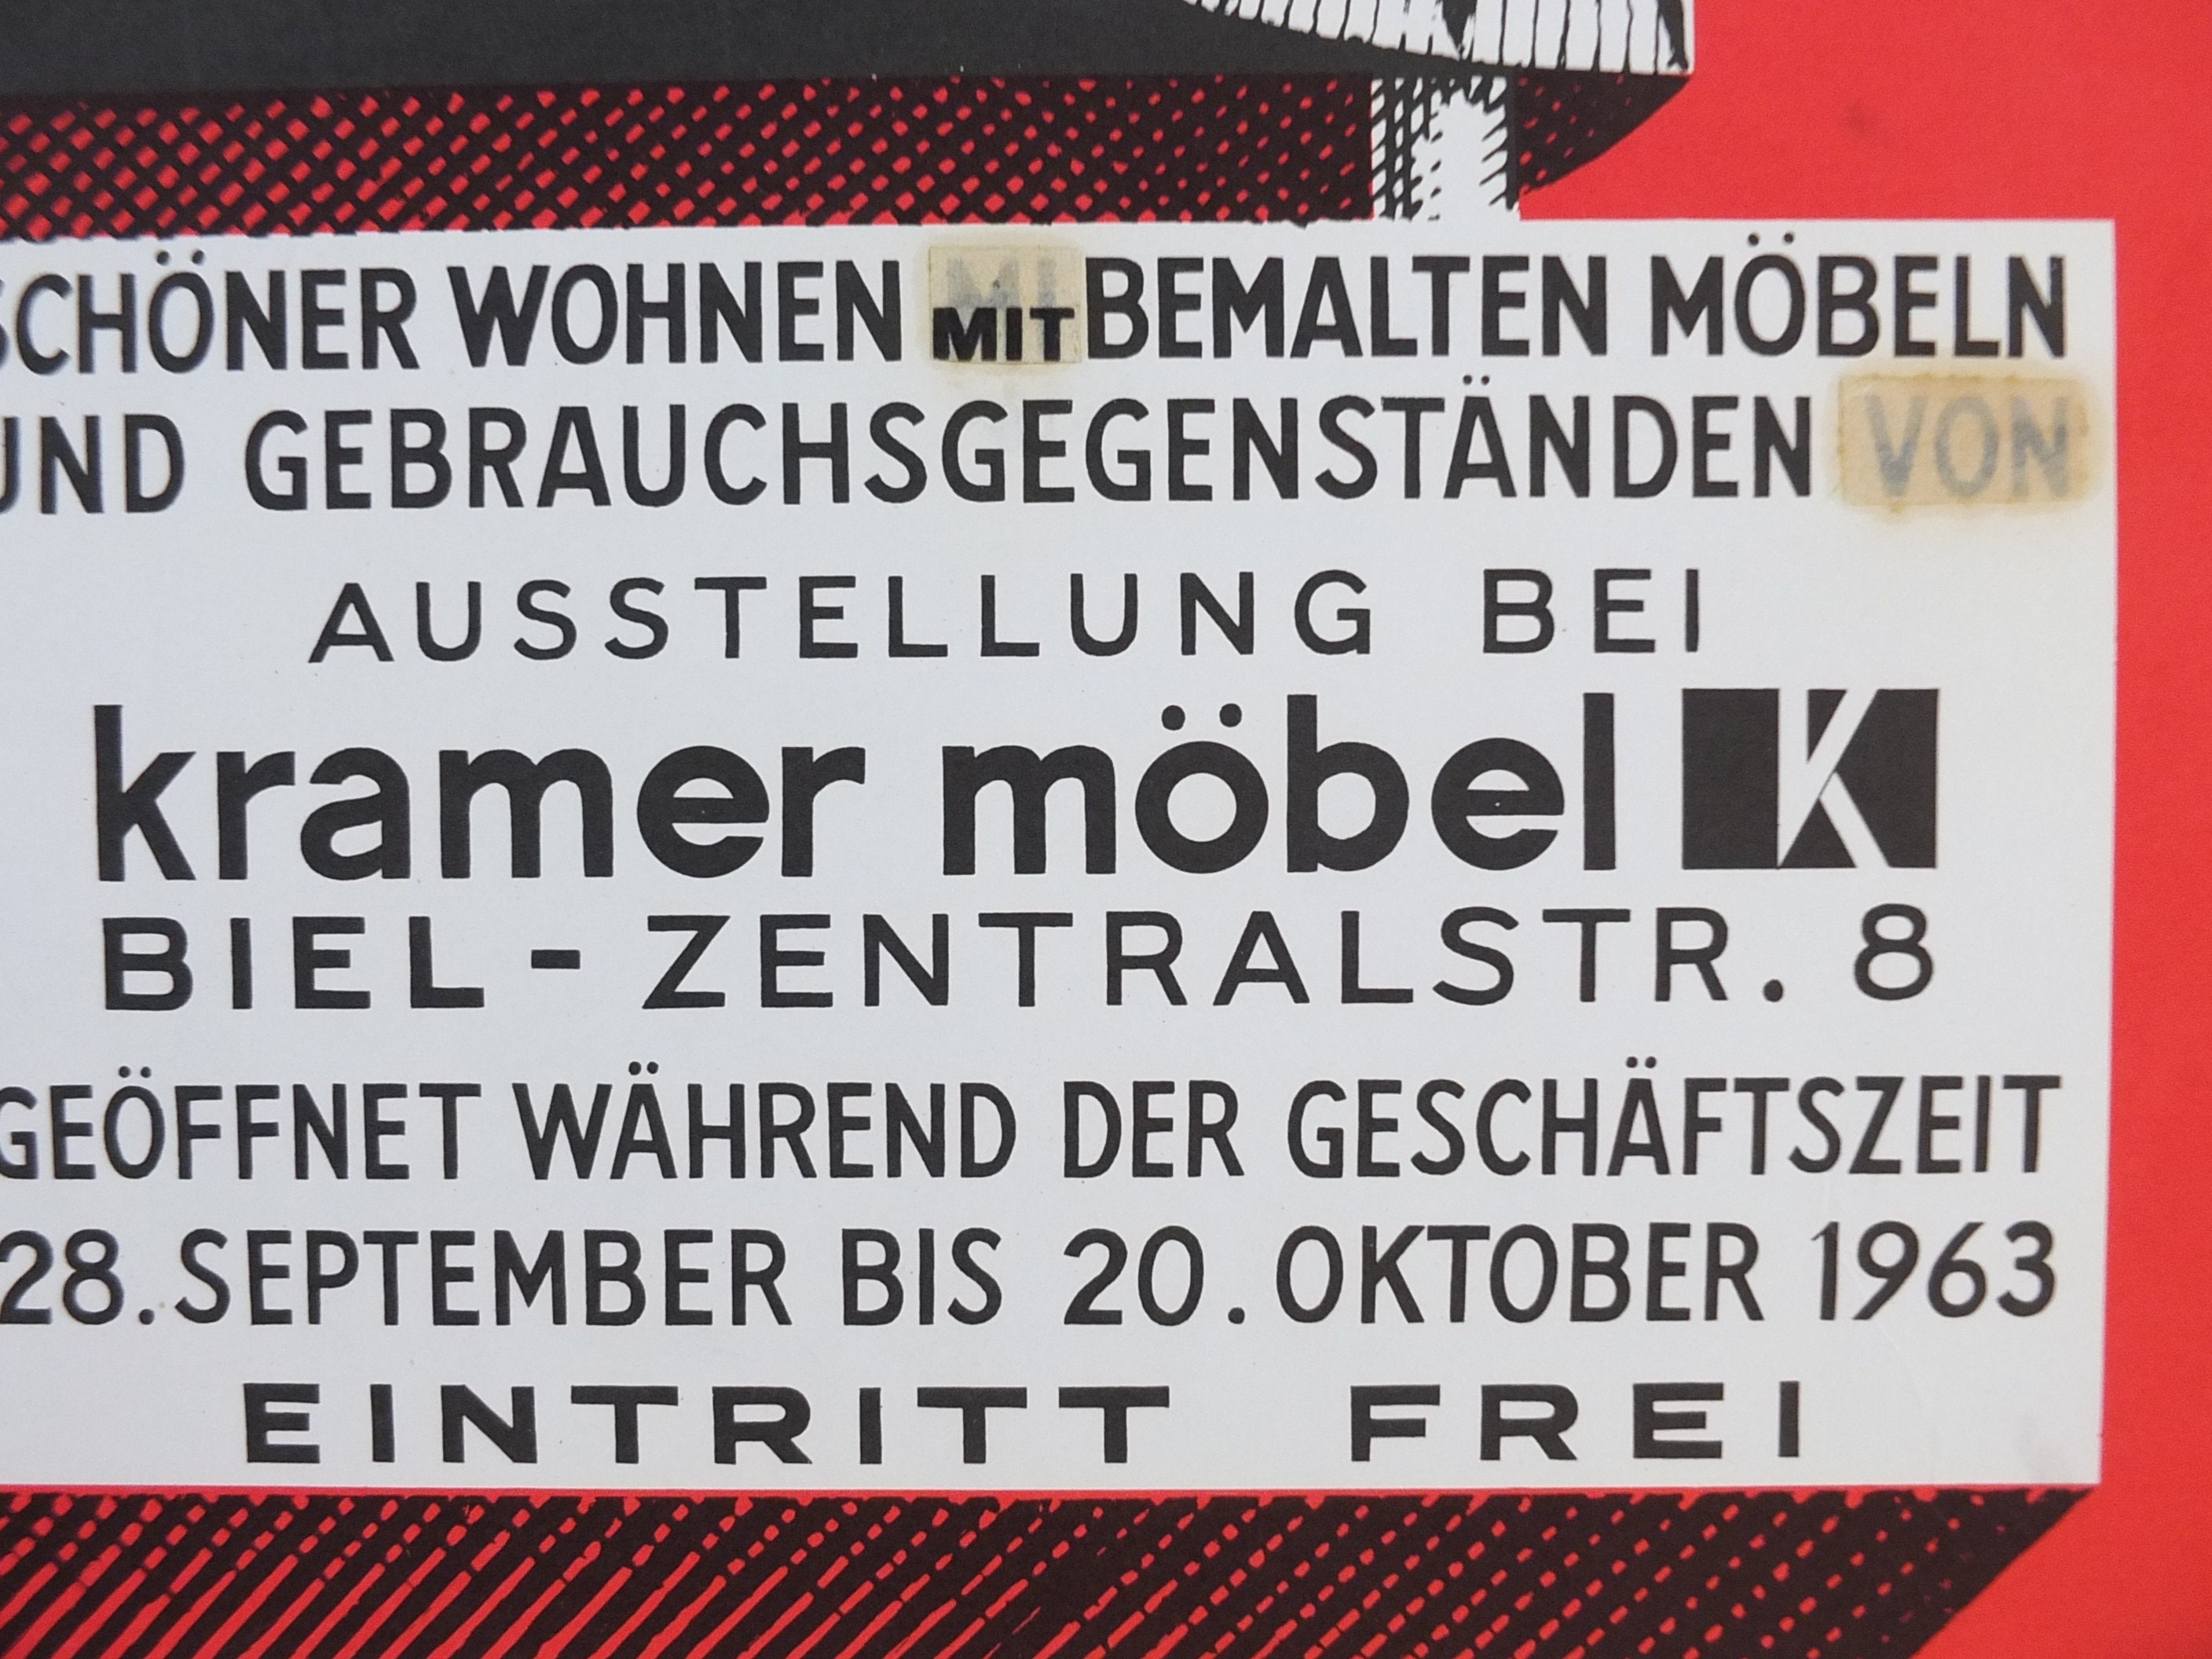 SCHÖNER WOHNEN MIT BEMALTEN MÖBELN
UND GEBRAUCHSGEGENSTÄNDEN VON
AUSSTELLUNG BEI
kramer möbel K
BIEL - ZENTRALSTR. 8
GEÖFFNET WÄHREND DER GESCHÄFTSZEIT
28. SEPTEMBER BIS 20. OKTOBER 1963
EINTRITT FREI